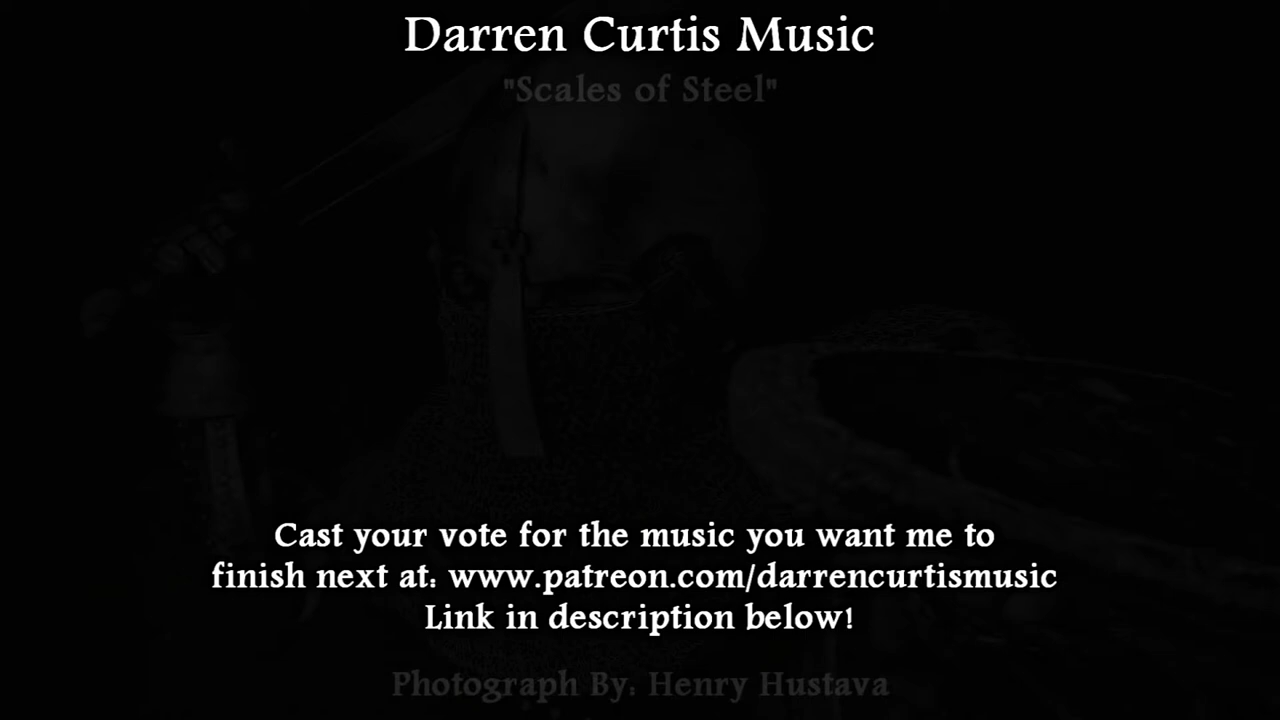 Darren Curtis Music
"Scales of Steel"
Cast your vote for the music you want me to
finish next at: www.patreon.com/darrencurtismusic
Link in description below!
Photograph By: Henry Hustava